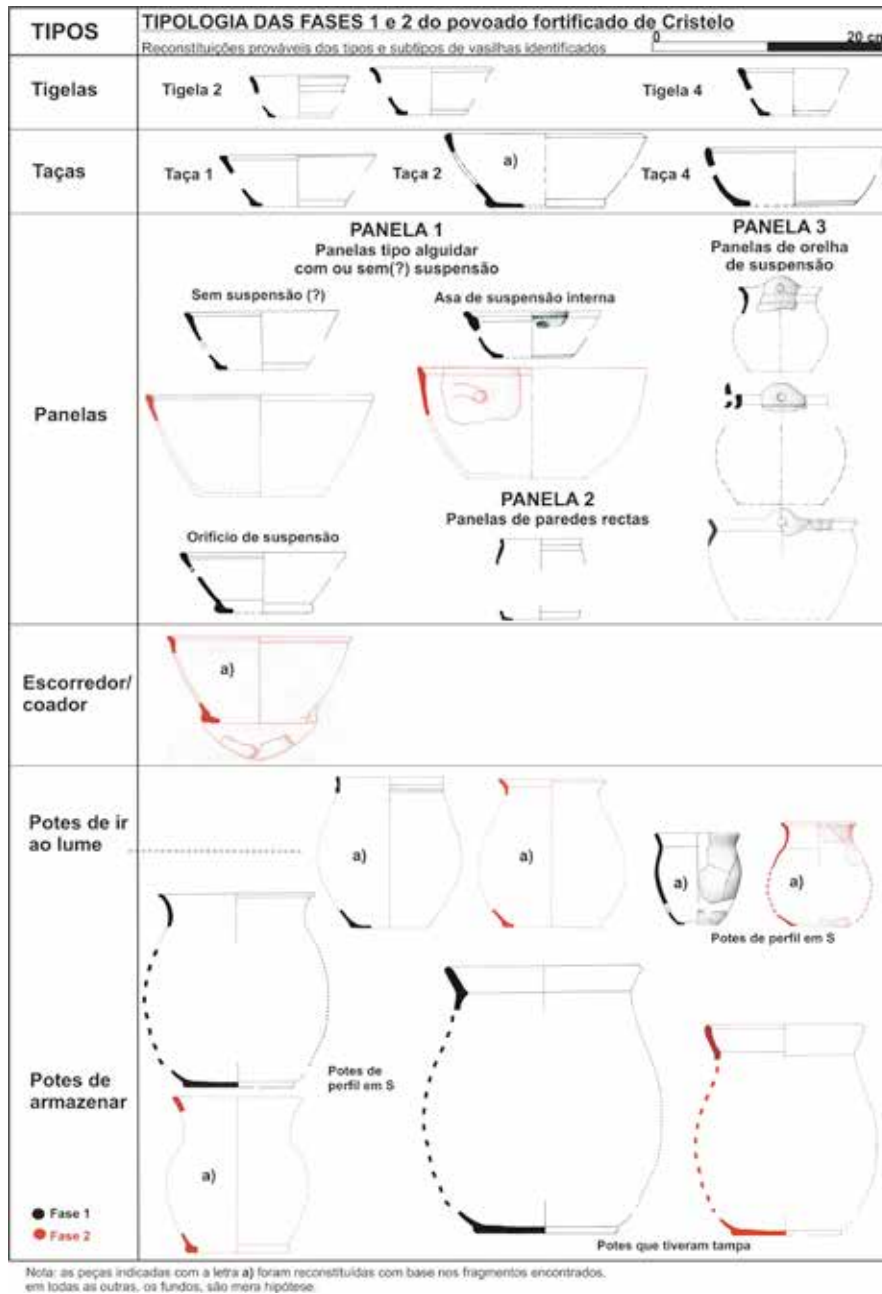 TIPOS
TIPOLOGIA DAS FASES 1 e 2 do povoado fortificado de Cristelo
Reconstituições prováveis dos tipos e subtipos de vasilhas identificados
0 20 cm
Tigelas
Tigela 2
Tigela 4
Taças
Taça 1
Taça 2
a)
Taça 4
Panelas
PANELA 1
Panelas tipo alguidar
com ou sem(?) suspensão
Sem suspensão (?)
Asa de suspensão interna
Orifício de suspensão
PANELA 2
Panelas de paredes rectas
PANELA 3
Panelas de orelha
de suspensão
Escorredor/
coador
a)
Potes de ir
ao lume
a)
a)
a)
a)
Potes de perfil em S
Potes de
armazenar
Potes de
perfil em S
a)
Potes que tiveram tampa
Fase 1
Fase 2
Nota: as peças indicadas com a letra a) foram reconstituídas com base nos fragmentos encontrados,
em todas as outras, os fundos, são mera hipótese.